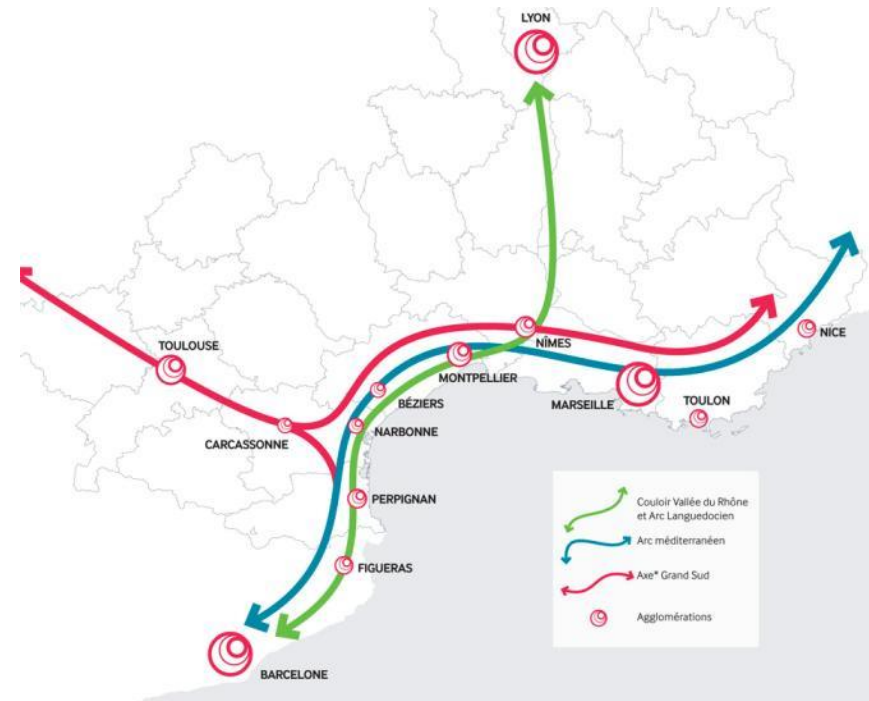 LYON
TOULOUSE
NÎMES
NICE
MONTPELLIER
BÉZIERS
MARSEILLE
TOULON
CARCASSONNE
NARBONNE
PERPIGNAN
FIGUERAS
BARCELONE
Couloir Vallée du Rhône
et Arc Languedocien
Arc méditerranéen
Axe* Grand Sud
Agglomérations